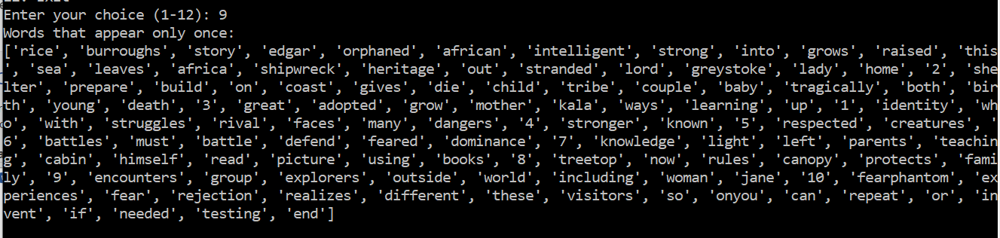 Enter your choice (1-12): 9
Words that appear only once:
['rice', 'burroughs', 'story', 'edgar', 'orphaned', 'african', 'intelligent', 'strong', 'into', 'grows', 'raised', 'this
', 'sea', 'leaves', 'africa', 'shipwreck', 'heritage', 'out', 'stranded', 'lord', 'greystoke', 'lady', 'home', '2', 'she
lter', 'prepare', 'build', 'on', 'coast', 'gives', 'die', 'child', 'tribe', 'couple', 'baby', 'tragically', 'both', 'bir
th', 'young', 'death', '3', 'great', 'adopted', 'grow', 'mother', 'kala', 'ways', 'learning', 'up', '1', 'identity', 'wh
o', 'with', 'struggles', 'rival', 'faces', 'many', 'dangers', '4', 'stronger', 'known', '5', 'respected', 'creatures', '
6', 'battles', 'must', 'battle', 'defend', 'feared', 'dominance', '7', 'knowledge', 'light', 'left', 'parents', 'teachin
g', 'cabin', 'himself', 'read', 'picture', 'using', 'books', '8', 'treetop', 'now', 'rules', 'canopy', 'protects', 'fami
ly', '9', 'encounters', 'group', 'explorers', 'outside', 'world', 'including', 'woman', 'jane', '10', 'fearphantom', 'ex
periences', 'fear', 'rejection', 'realizes', 'different', 'these', 'visitors', 'so', 'onyou', 'can', 'repeat', 'or', 'in
vent', 'if', 'needed', 'testing', 'end']